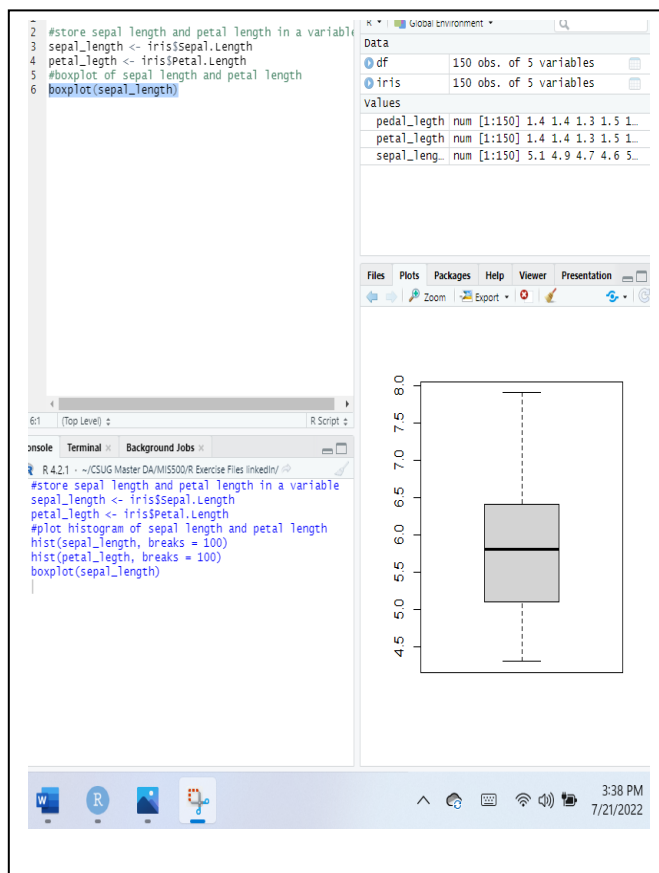 2 #store sepal length and petal length in a variable
3 sepal_length <- iris$Sepal.Length
4 petal_legth <- iris$Petal.Length
5 #boxplot of sepal length and petal length
6 boxplot(sepal_length)
6:1 (Top Level) R Script
onsole Terminal × Background Jobs ×
R 4.2.1 · ~/CSUG Master DA/MIS500/R Exercise Files linkedln/
#store sepal length and petal length in a variable
sepal_length <- iris$Sepal.Length
petal_legth <- iris$Petal.Length
#plot histogram of sepal length and petal length
hist(sepal_length, breaks = 100)
hist(petal_legth, breaks = 100)
boxplot(sepal_length)
R Global Environment
Data
df 150 obs. of 5 variables
iris 150 obs. of 5 variables
Values
pedal_legth num [1:150] 1.4 1.4 1.3 1.5 1…
petal_legth num [1:150] 1.4 1.4 1.3 1.5 1…
sepal_leng… num [1:150] 5.1 4.9 4.7 4.6 5…
Files Plots Packages Help Viewer Presentation
Zoom Export
8.0
7.5
7.0
6.5
6.0
5.5
5.0
4.5
W R
3:38 PM
7/21/2022